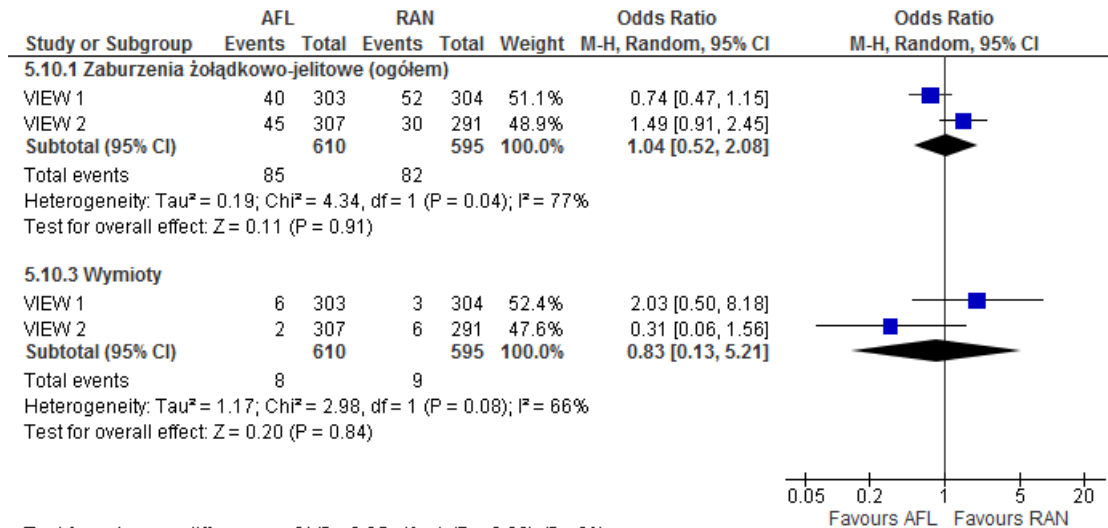 AFL RAN Odds Ratio Odds Ratio
Study or Subgroup Events Total Events Total Weight M-H, Random, 95% CI M-H, Random, 95% CI
5.10.1 Zaburzenia żołądkowo-jelitowe (ogółem)
VIEW 1 40 303 52 304 51.1% 0.74 [0.47, 1.15]
VIEW 2 45 307 30 291 48.9% 1.49 [0.91, 2.45]
Subtotal (95% CI) 610 595 100.0% 1.04 [0.52, 2.08]
Total events 85 82
Heterogeneity: Tau² = 0.19; Chi² = 4.34, df = 1 (P = 0.04); I² = 77%
Test for overall effect: Z = 0.11 (P = 0.91)
5.10.3 Wymioty
VIEW 1 6 303 3 304 52.4% 2.03 [0.50, 8.18]
VIEW 2 2 307 6 291 47.6% 0.31 [0.06, 1.56]
Subtotal (95% CI) 610 595 100.0% 0.83 [0.13, 5.21]
Total events 8 9
Heterogeneity: Tau² = 1.17; Chi² = 2.98, df = 1 (P = 0.08); I² = 66%
Test for overall effect: Z = 0.20 (P = 0.84)
0.05 0.2 1 5 20
Favours AFL Favours RAN